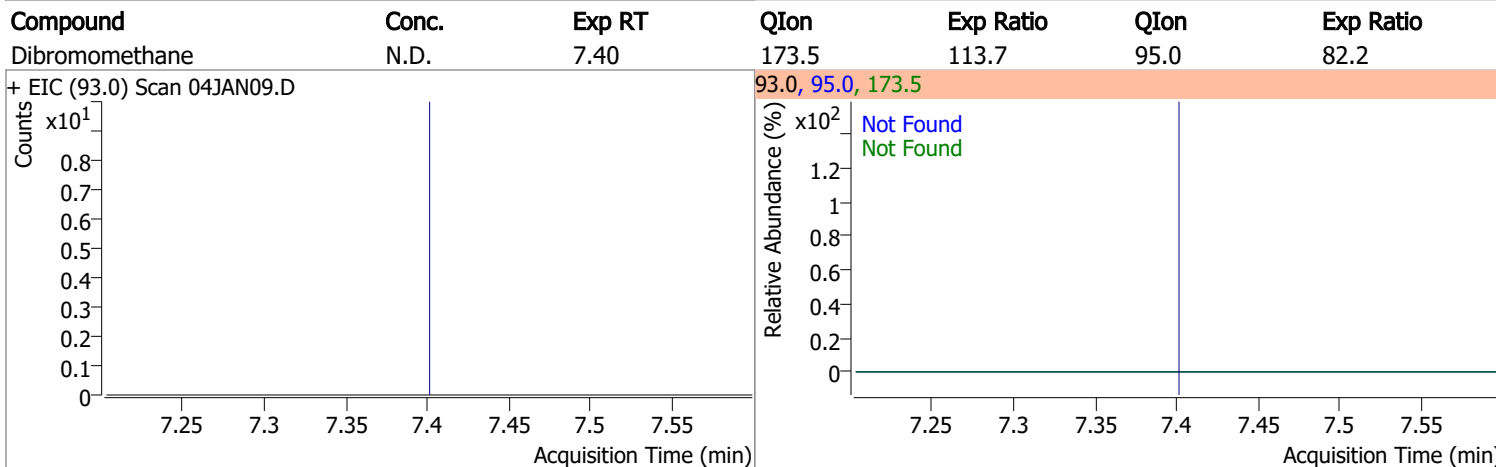 Compound Conc. Exp RT QIon Exp Ratio QIon Exp Ratio
Dibromomethane N.D. 7.40 173.5 113.7 95.0 82.2
+ EIC (93.0) Scan 04JAN09.D
Counts
x10¹
0.8
0.7
0.6
0.5
0.4
0.3
0.2
0.1
0
7.25 7.3 7.35 7.4 7.45 7.5 7.55
Acquisition Time (min)
93.0, 95.0, 173.5
Relative Abundance (%)
x10²
Not Found
Not Found
1.2
1
0.8
0.6
0.4
0.2
0
7.25 7.3 7.35 7.4 7.45 7.5 7.55
Acquisition Time (min)